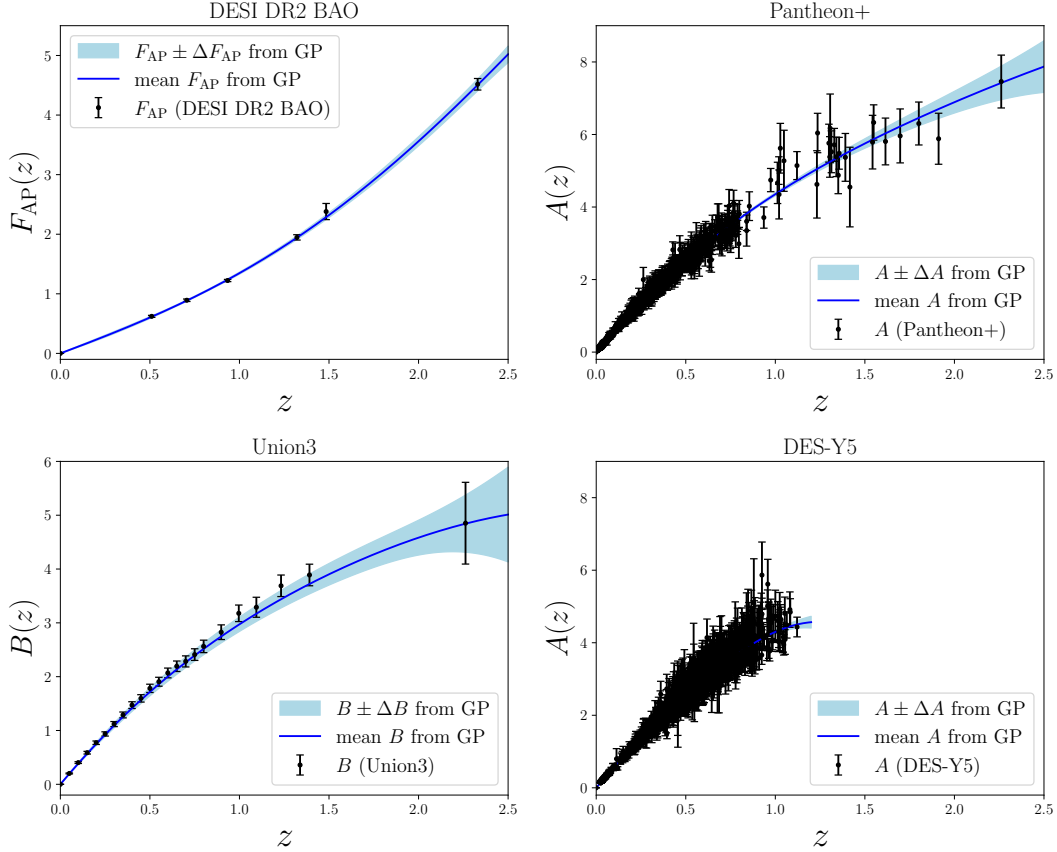 DESI DR2 BAO
F_AP ± ΔF_AP from GP
mean F_AP from GP
F_AP (DESI DR2 BAO)
F_AP(z)
5
4
3
2
1
0
0.0 0.5 1.0 1.5 2.0 2.5
z
Pantheon+
A(z)
8
6
4
2
0
A ± ΔA from GP
mean A from GP
A (Pantheon+)
0.0 0.5 1.0 1.5 2.0 2.5
z
Union3
B(z)
6
5
4
3
2
1
0
B ± ΔB from GP
mean B from GP
B (Union3)
0.0 0.5 1.0 1.5 2.0 2.5
z
DES-Y5
A(z)
8
6
4
2
0
A ± ΔA from GP
mean A from GP
A (DES-Y5)
0.0 0.5 1.0 1.5 2.0 2.5
z